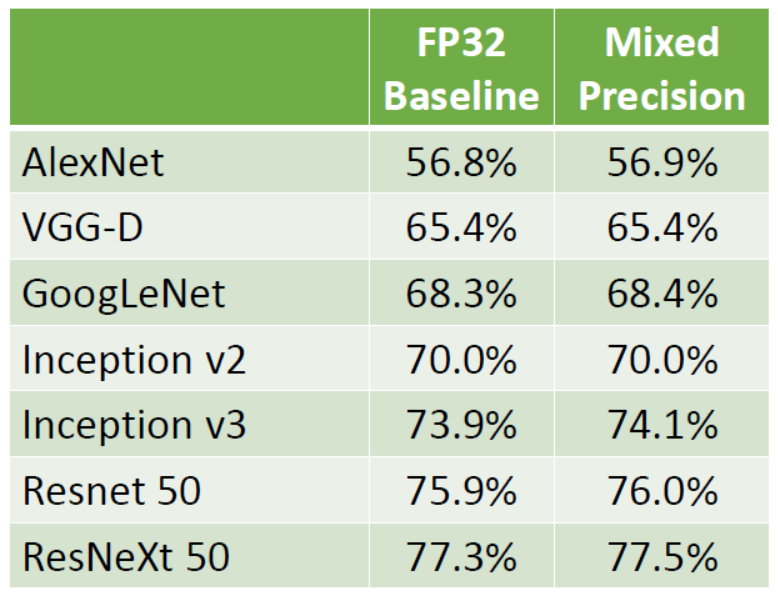 FP32 Baseline Mixed Precision
AlexNet 56.8% 56.9%
VGG-D 65.4% 65.4%
GoogLeNet 68.3% 68.4%
Inception v2 70.0% 70.0%
Inception v3 73.9% 74.1%
Resnet 50 75.9% 76.0%
ResNeXt 50 77.3% 77.5%